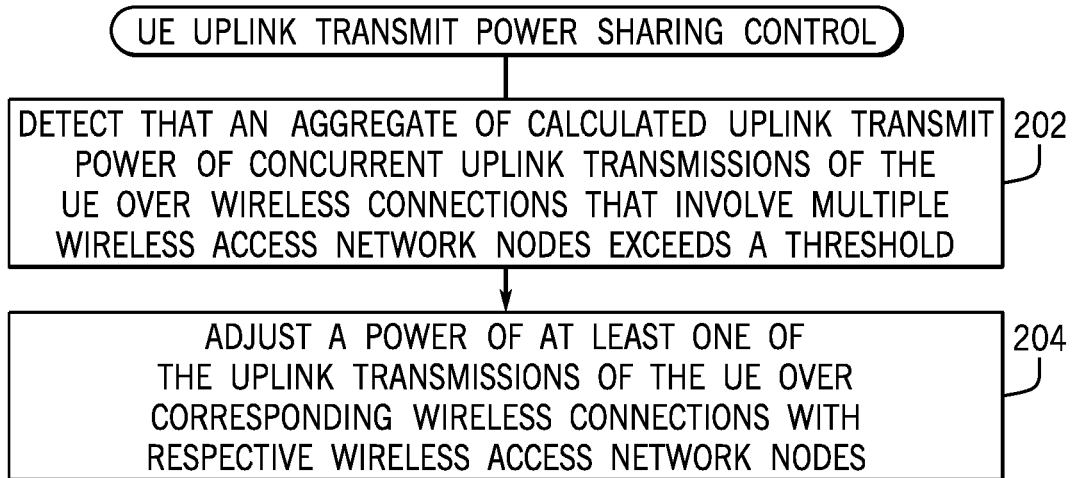 UE UPLINK TRANSMIT POWER SHARING CONTROL
DETECT THAT AN AGGREGATE OF CALCULATED UPLINK TRANSMIT
POWER OF CONCURRENT UPLINK TRANSMISSIONS OF THE
UE OVER WIRELESS CONNECTIONS THAT INVOLVE MULTIPLE
WIRELESS ACCESS NETWORK NODES EXCEEDS A THRESHOLD
202
ADJUST A POWER OF AT LEAST ONE OF
THE UPLINK TRANSMISSIONS OF THE UE OVER
CORRESPONDING WIRELESS CONNECTIONS WITH
RESPECTIVE WIRELESS ACCESS NETWORK NODES
204